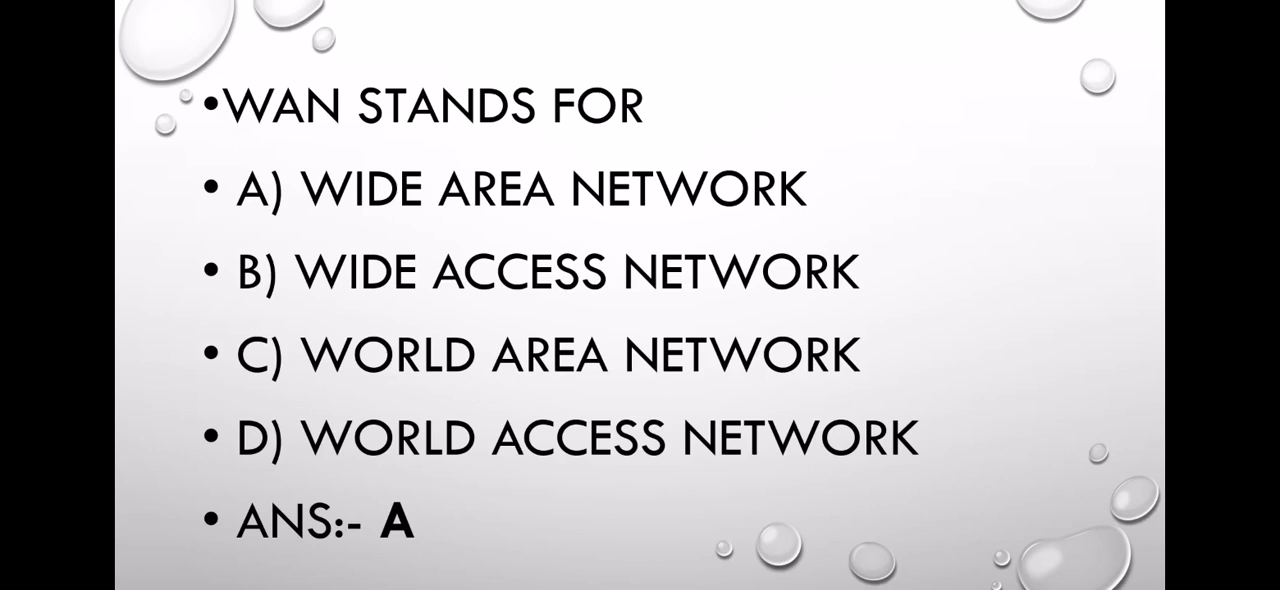 •WAN STANDS FOR
• A) WIDE AREA NETWORK
• B) WIDE ACCESS NETWORK
• C) WORLD AREA NETWORK
• D) WORLD ACCESS NETWORK
• ANS:- A